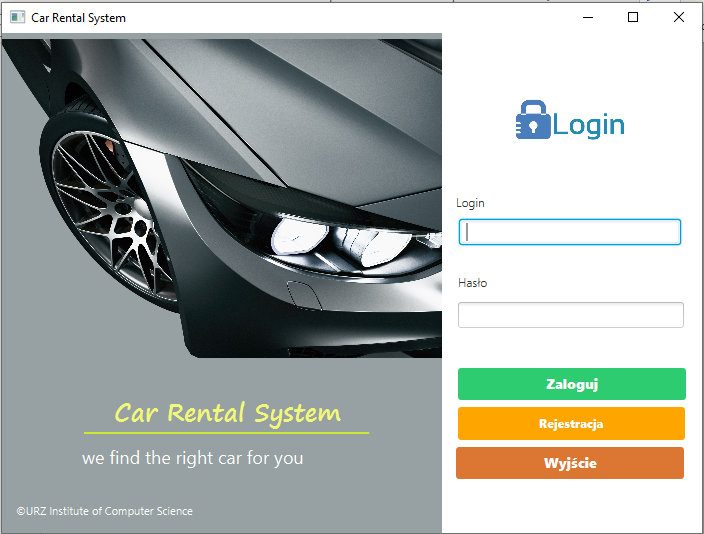 Car Rental System
Login
Login
Hasło
Zaloguj
Rejestracja
Wyjście
Car Rental System
we find the right car for you
©URZ Institute of Computer Science